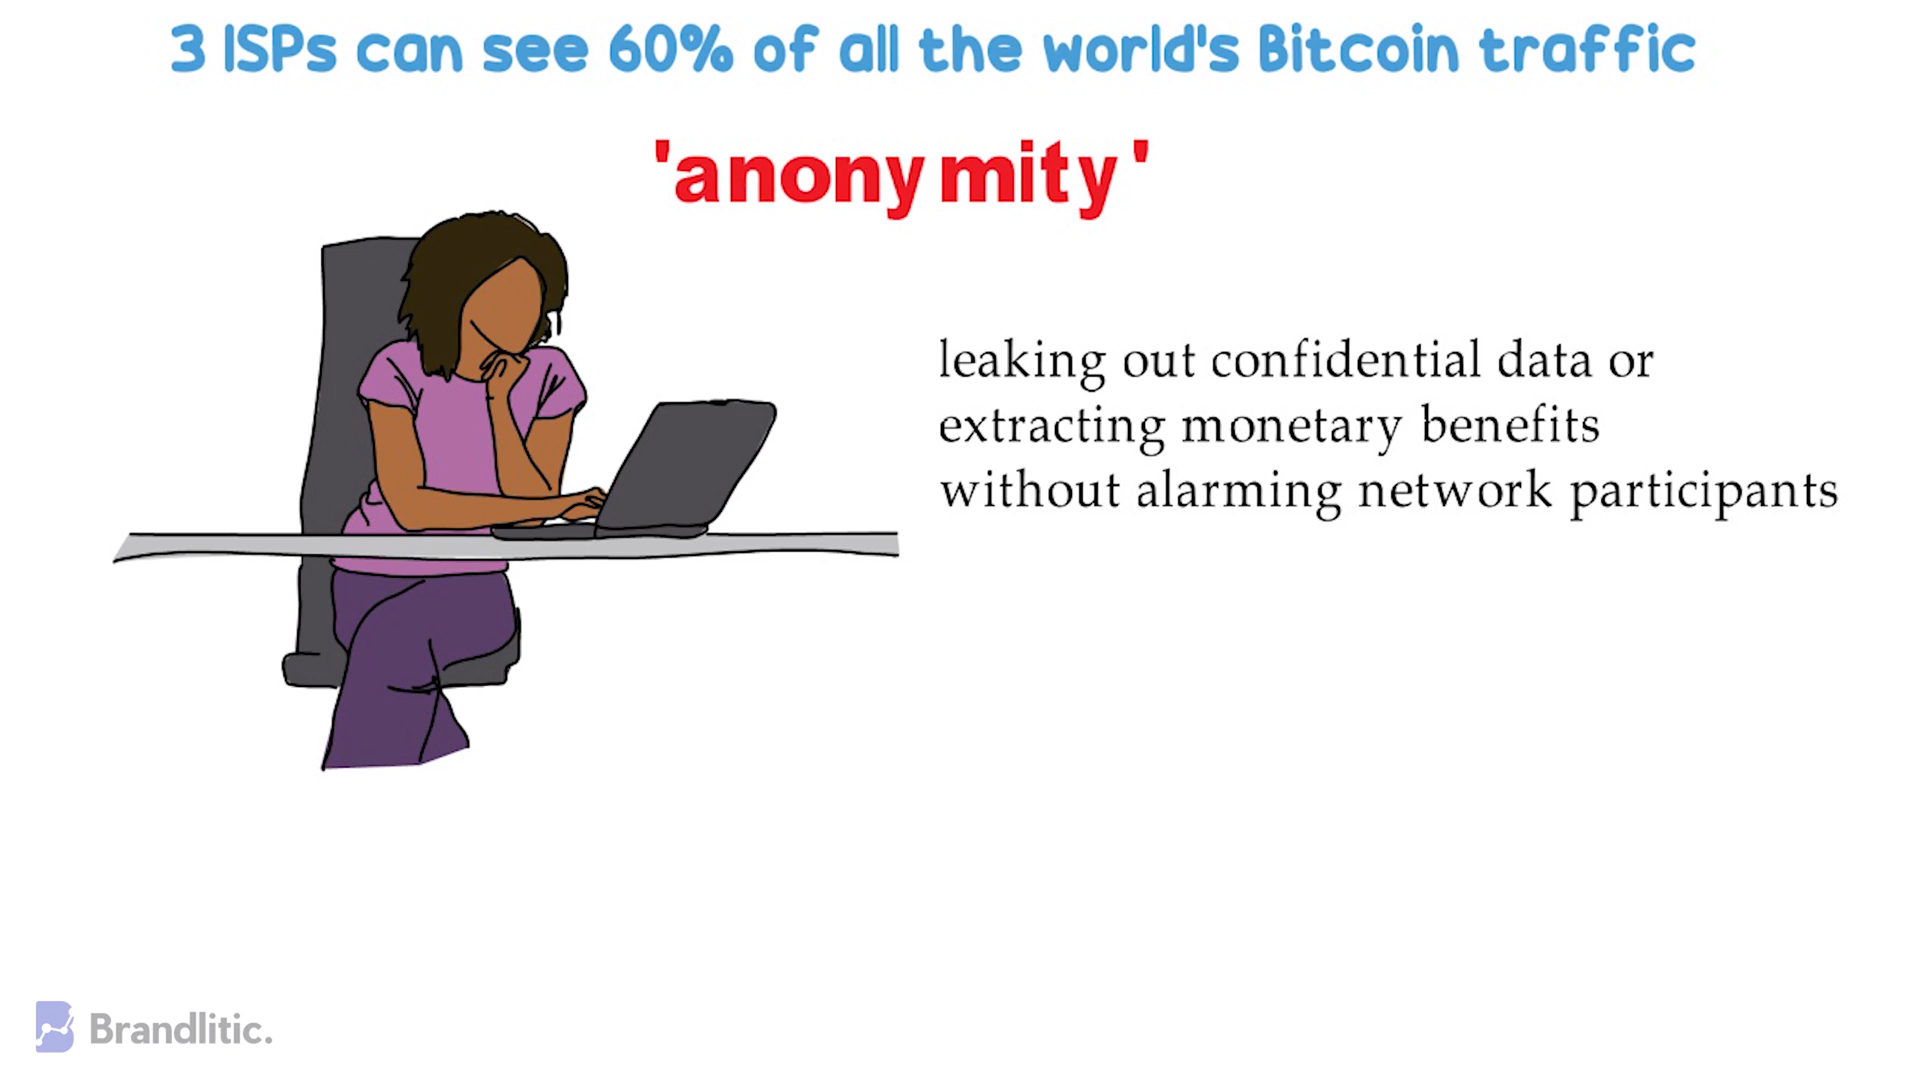 3 ISPs can see 60% of all the world's Bitcoin traffic
'anonymity'
leaking out confidential data or
extracting monetary benefits
without alarming network participants
Brandlitic.